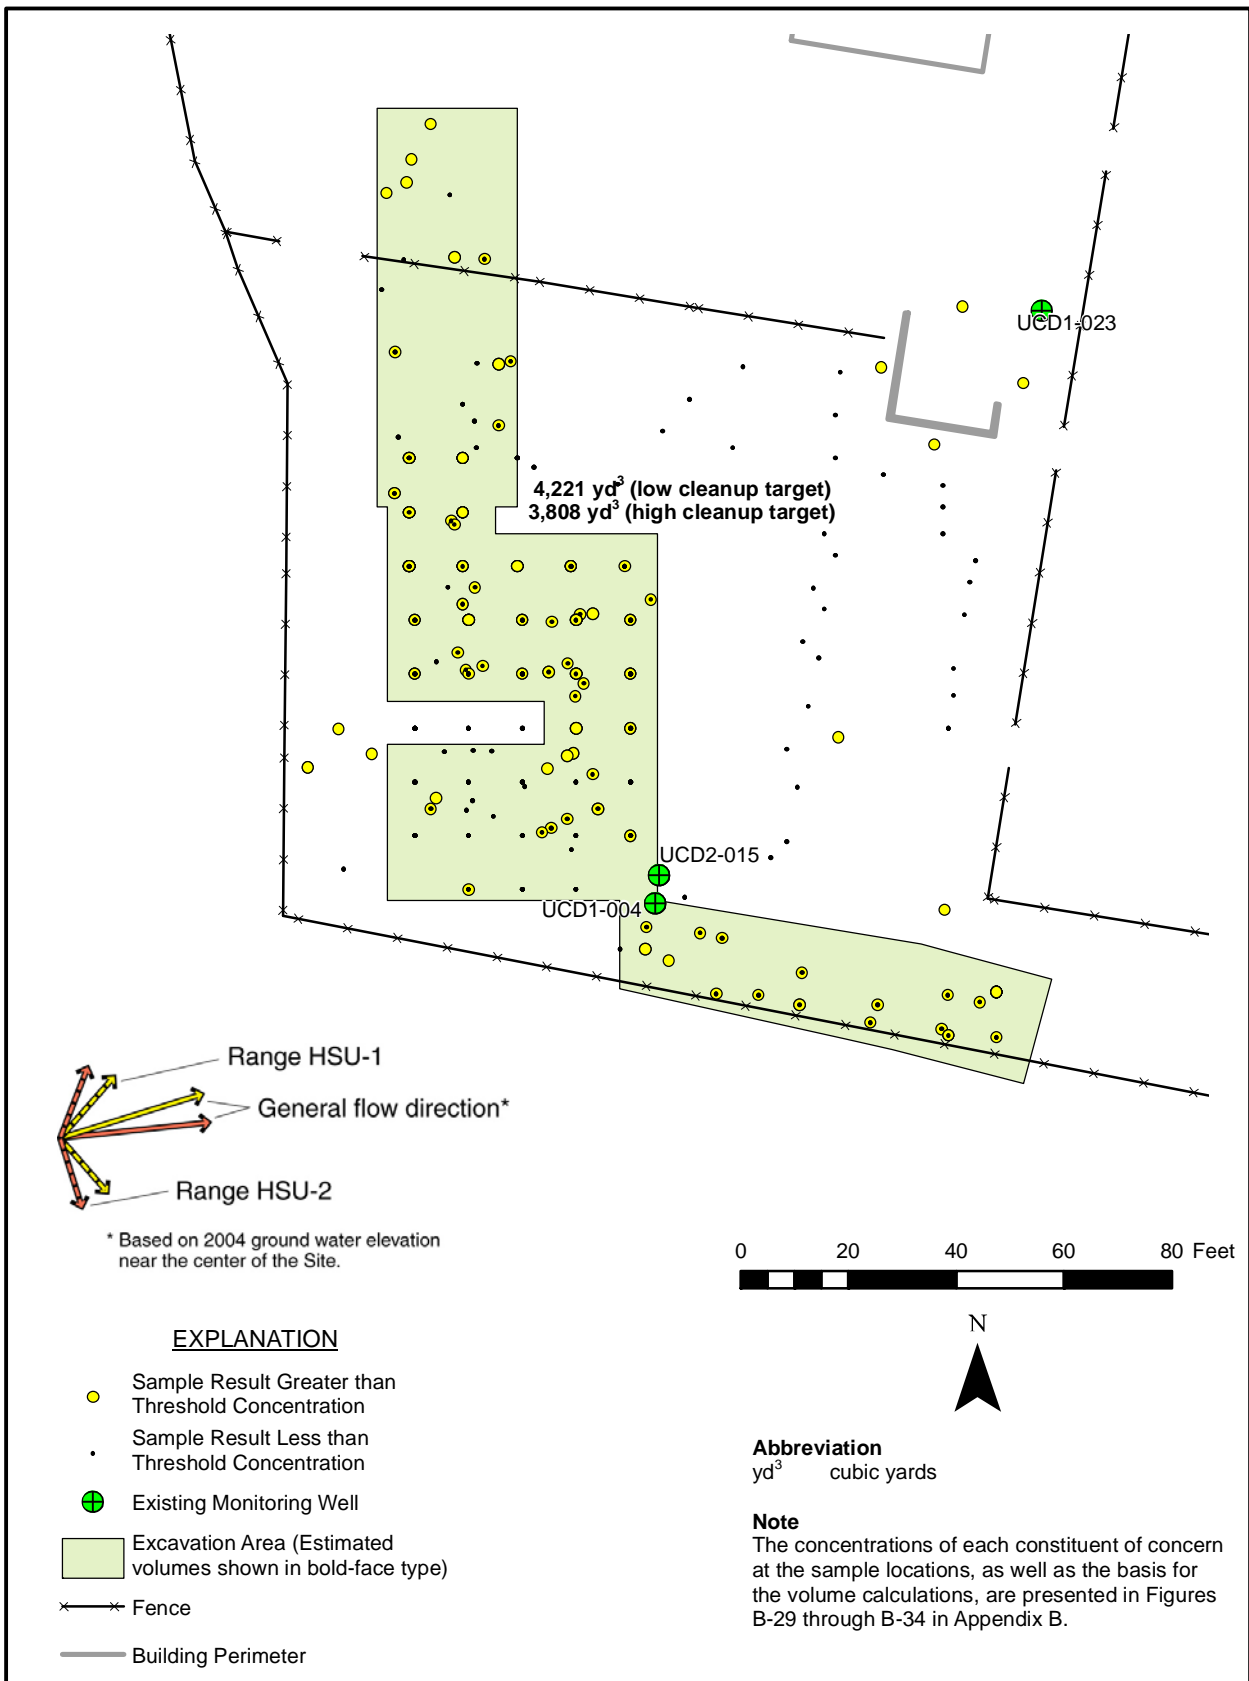 UCD1-023
4,221 yd³ (low cleanup target)
3,808 yd³ (high cleanup target)
UCD2-015
UCD1-004
Range HSU-1
General flow direction*
Range HSU-2
* Based on 2004 ground water elevation
near the center of the Site.
0 20 40 60 80 Feet
N
EXPLANATION
Sample Result Greater than
Threshold Concentration
Sample Result Less than
Threshold Concentration
Existing Monitoring Well
Excavation Area (Estimated
volumes shown in bold-face type)
Fence
Building Perimeter
Abbreviation
yd³ cubic yards
Note
The concentrations of each constituent of concern
at the sample locations, as well as the basis for
the volume calculations, are presented in Figures
B-29 through B-34 in Appendix B.